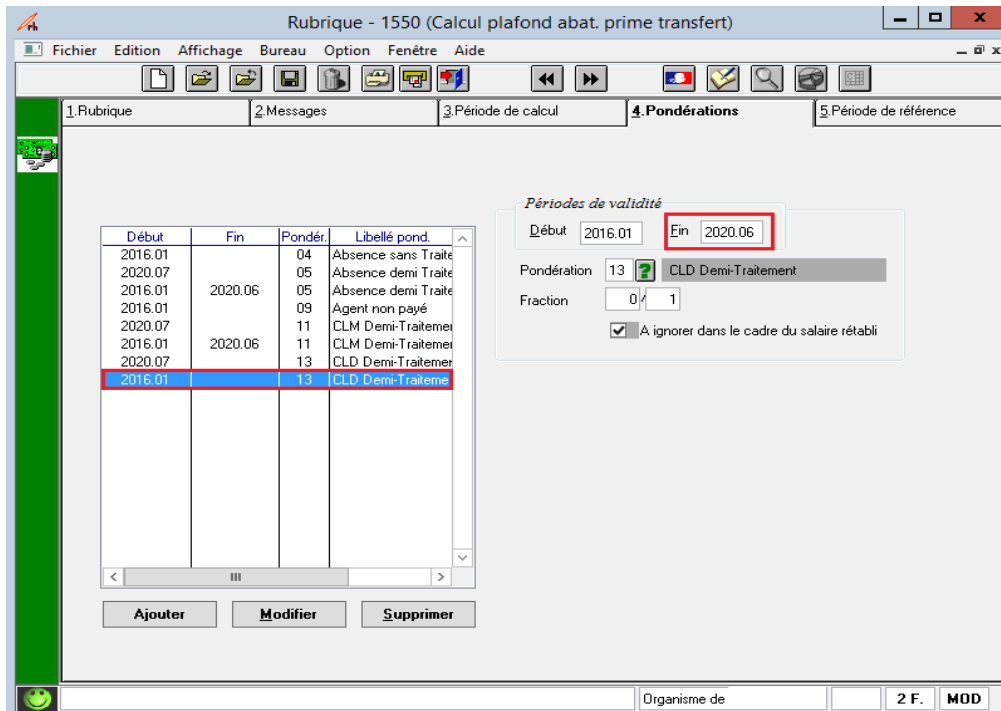 rh Rubrique - 1550 (Calcul plafond abat. prime transfert)
Fichier Edition Affichage Bureau Option Fenêtre Aide
1.Rubrique 2.Messages 3.Période de calcul 4.Pondérations 5.Période de référence
Périodes de validité
Début 2016.01 Fin 2020.06
Pondération 13 ? CLD Demi-Traitement
Fraction 0 / 1
A ignorer dans le cadre du salaire rétabli
Début Fin Pondér. Libellé pond.
2016.01 04 Absence sans Traite
2020.07 05 Absence demi Traite
2016.01 2020.06 05 Absence demi Traite
2016.01 09 Agent non payé
2020.07 11 CLM Demi-Traitemer
2016.01 2020.06 11 CLM Demi-Traitemer
2020.07 13 CLD Demi-Traitemer
2016.01 13 CLD Demi-Traiteme
Ajouter Modifier Supprimer
Organisme de 2 F. MOD